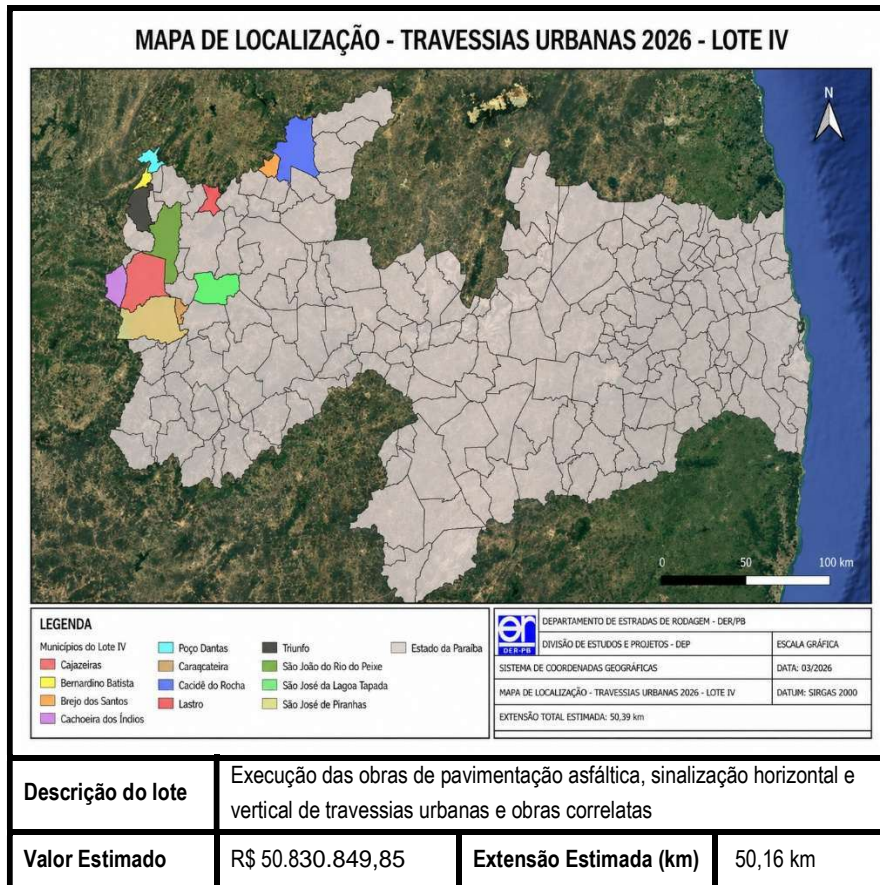 MAPA DE LOCALIZAÇÃO - TRAVESSIAS URBANAS 2026 - LOTE IV
N
0 50 100 km
LEGENDA
Municípios do Lote IV
Cajazeiras
Bernardino Batista
Brejo dos Santos
Cachoeira dos Índios
Poço Dantas
Caraqcateira
Cacidê do Rocha
Lastro
Triunfo
São João do Rio do Peixe
São José da Lagoa Tapada
São José de Piranhas
Estado da Paraíba
er
DER-PB
DEPARTAMENTO DE ESTRADAS DE RODAGEM - DER/PB
DIVISÃO DE ESTUDOS E PROJETOS - DEP
ESCALA GRÁFICA
SISTEMA DE COORDENADAS GEOGRÁFICAS
DATA: 03/2026
MAPA DE LOCALIZAÇÃO - TRAVESSIAS URBANAS 2026 - LOTE IV
DATUM: SIRGAS 2000
EXTENSÃO TOTAL ESTIMADA: 50,39 km
Descrição do lote
Execução das obras de pavimentação asfáltica, sinalização horizontal e
vertical de travessias urbanas e obras correlatas
Valor Estimado
R$ 50.830.849,85
Extensão Estimada (km)
50,16 km